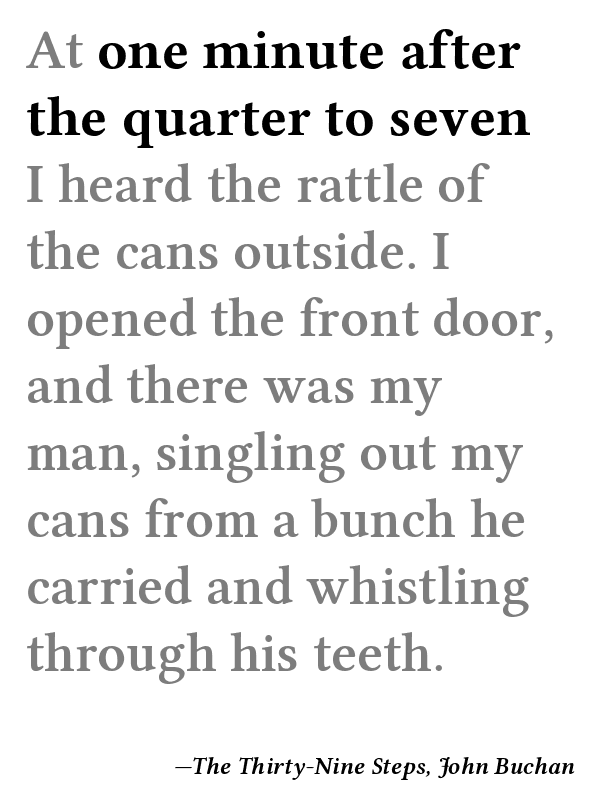 At one minute after
the quarter to seven
I heard the rattle of
the cans outside. I
opened the front door,
and there was my
man, singling out my
cans from a bunch he
carried and whistling
through his teeth.
—The Thirty-Nine Steps, John Buchan